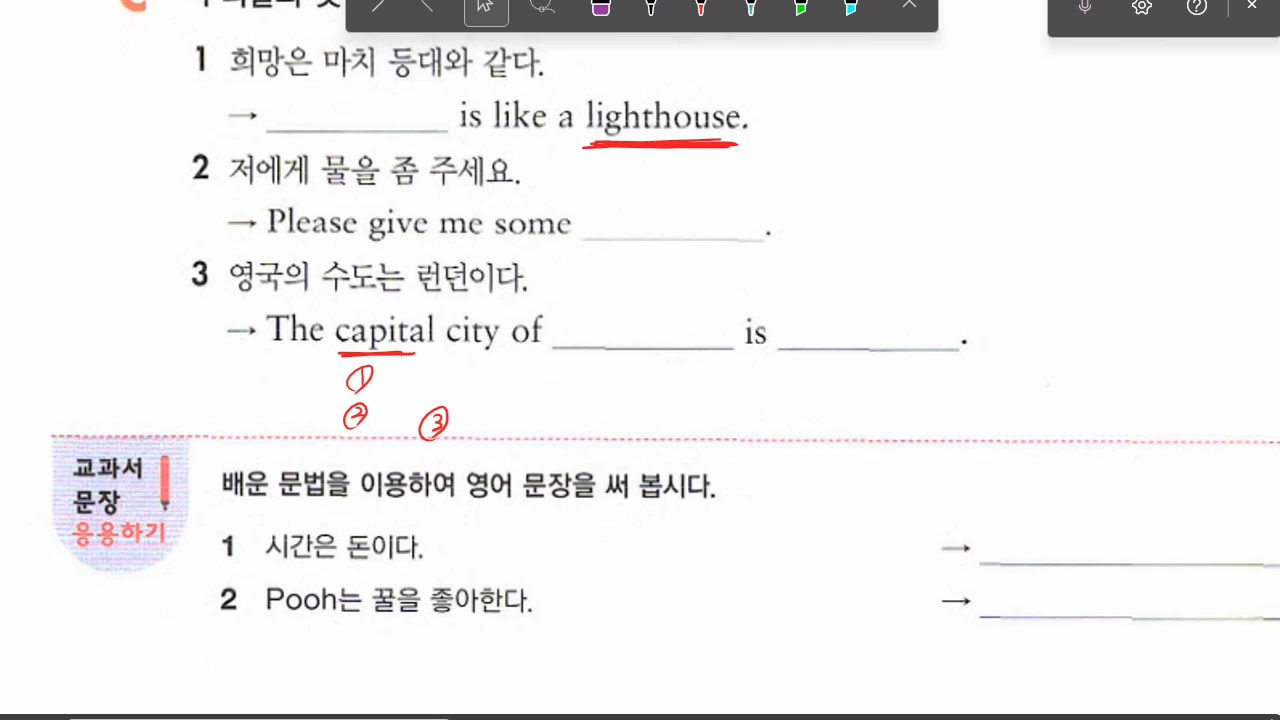 1 희망은 마치 등대와 같다.
→ __________ is like a lighthouse.
2 저에게 물을 좀 주세요.
→ Please give me some __________.
3 영국의 수도는 런던이다.
→ The capital city of __________ is __________.
①
② ③
교과서
문장
응용하기
배운 문법을 이용하여 영어 문장을 써 봅시다.
1 시간은 돈이다. →
2 Pooh는 꿀을 좋아한다. →